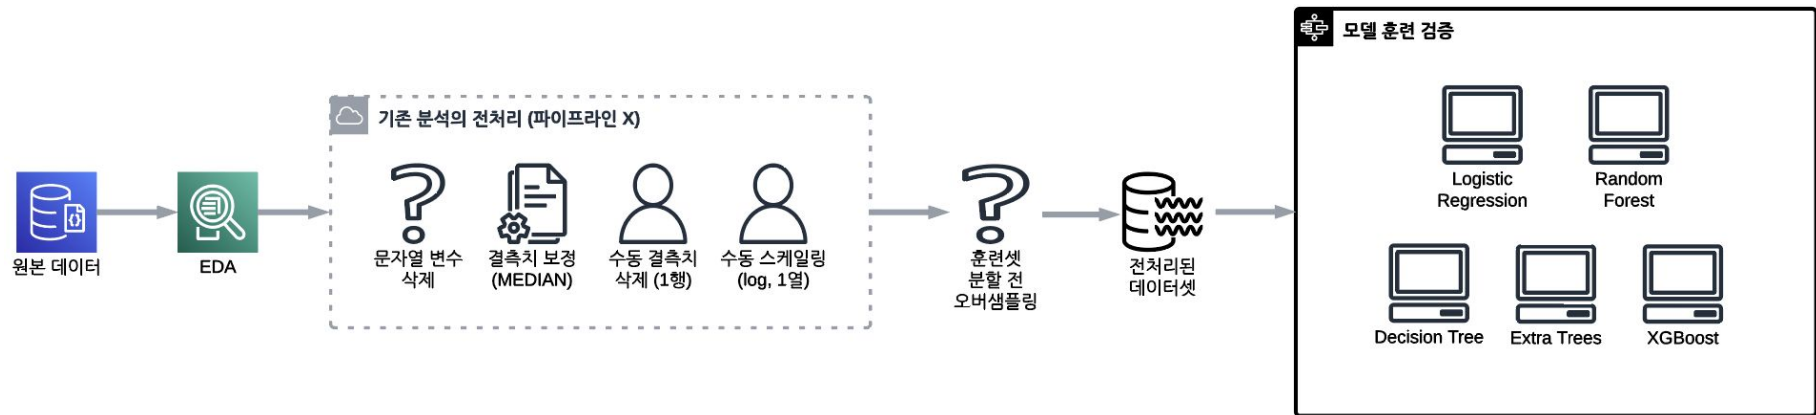 원본 데이터
EDA
기존 분석의 전처리 (파이프라인 X)
문자열 변수
삭제
결측치 보정
(MEDIAN)
수동 결측치
삭제 (1행)
수동 스케일링
(log, 1열)
훈련셋
분할 전
오버샘플링
전처리된
데이터셋
모델 훈련 검증
Logistic
Regression
Random
Forest
Decision Tree
Extra Trees
XGBoost